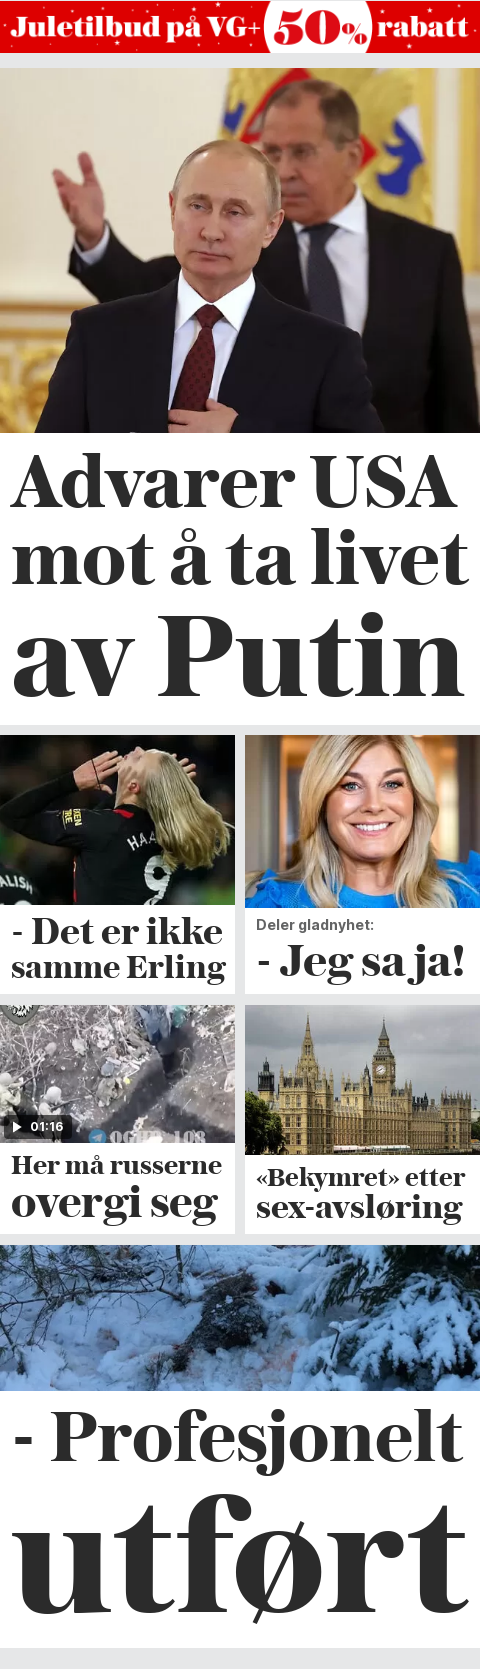 Juletilbud på VG+ 50% rabatt
Advarer USA
mot å ta livet
av Putin
- Det er ikke
samme Erling
Deler gladnyhet:
- Jeg sa ja!
01:16
Her må russerne
overgi seg
«Bekymret» etter
sex-avsløring
- Profesjonelt
utført